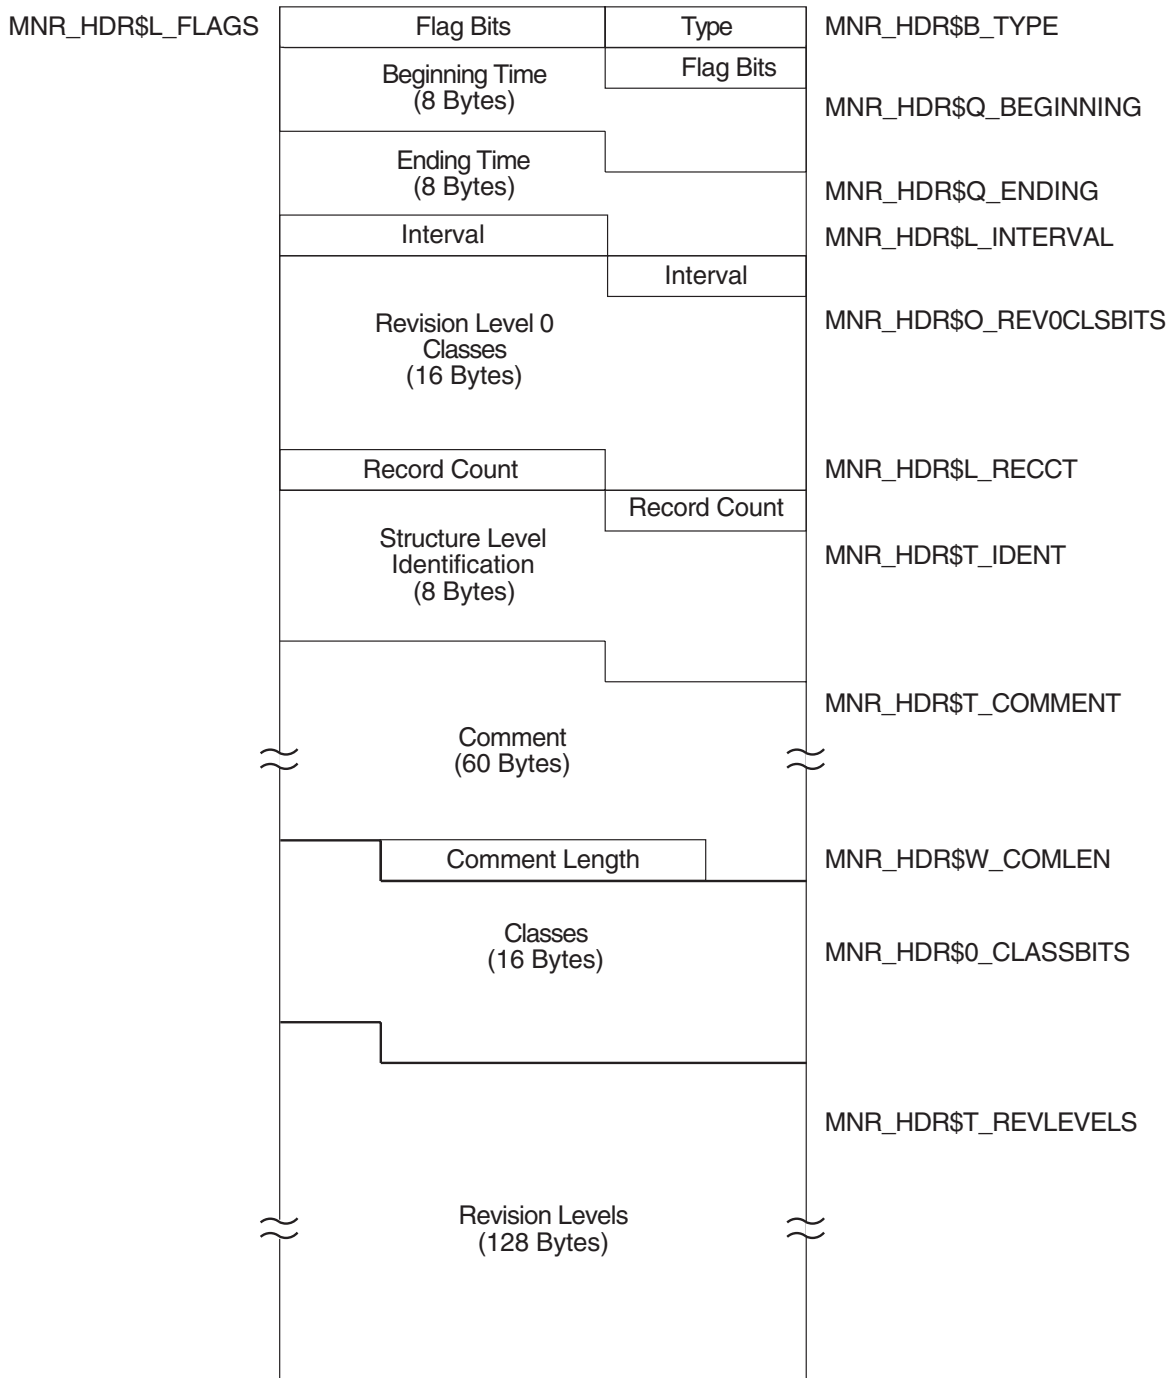 MNR_HDR$L_FLAGS Flag Bits Type MNR_HDR$B_TYPE
Beginning Time
(8 Bytes)
Flag Bits
MNR_HDR$Q_BEGINNING
Ending Time
(8 Bytes)
MNR_HDR$Q_ENDING
Interval MNR_HDR$L_INTERVAL
Interval
Revision Level 0
Classes
(16 Bytes)
MNR_HDR$O_REV0CLSBITS
Record Count MNR_HDR$L_RECCT
Record Count
Structure Level
Identification
(8 Bytes)
MNR_HDR$T_IDENT
MNR_HDR$T_COMMENT
Comment
(60 Bytes)
Comment Length MNR_HDR$W_COMLEN
Classes
(16 Bytes)
MNR_HDR$0_CLASSBITS
MNR_HDR$T_REVLEVELS
Revision Levels
(128 Bytes)